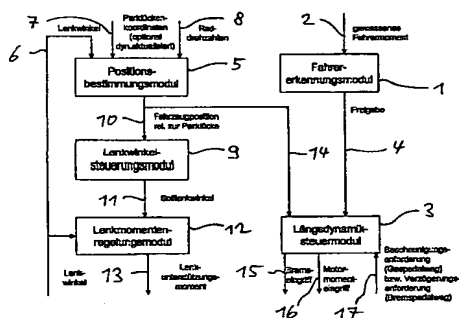 7
8
2
Lenkwinkel
Parklücken-
koordinaten
(optional
dyn. aktualisiert)
Rad-
drehzahlen
gemessenes
Fahrermoment
6
Positions-
bestimmungsmodul
5
Fahrer-
erkennungsmodul
1
10
Fahrzeugposition
rel. zur Parklücke
Freigabe
Lenkwinkel-
steuerungsmodul
9
14
4
11
Solllenkwinkel
Lenkmomenten-
regelungsmodul
12
Längsdynamik-
steuermodul
3
Lenk-
winkel
13
Lenk-
unterstützungs-
moment
15
Brems-
eingriff
16
Motor-
moment-
eingriff
17
Beschleunigungs-
anforderung
(Gaspedalweg)
bzw. Verzögerungs-
anforderung
(Bremspedalweg)